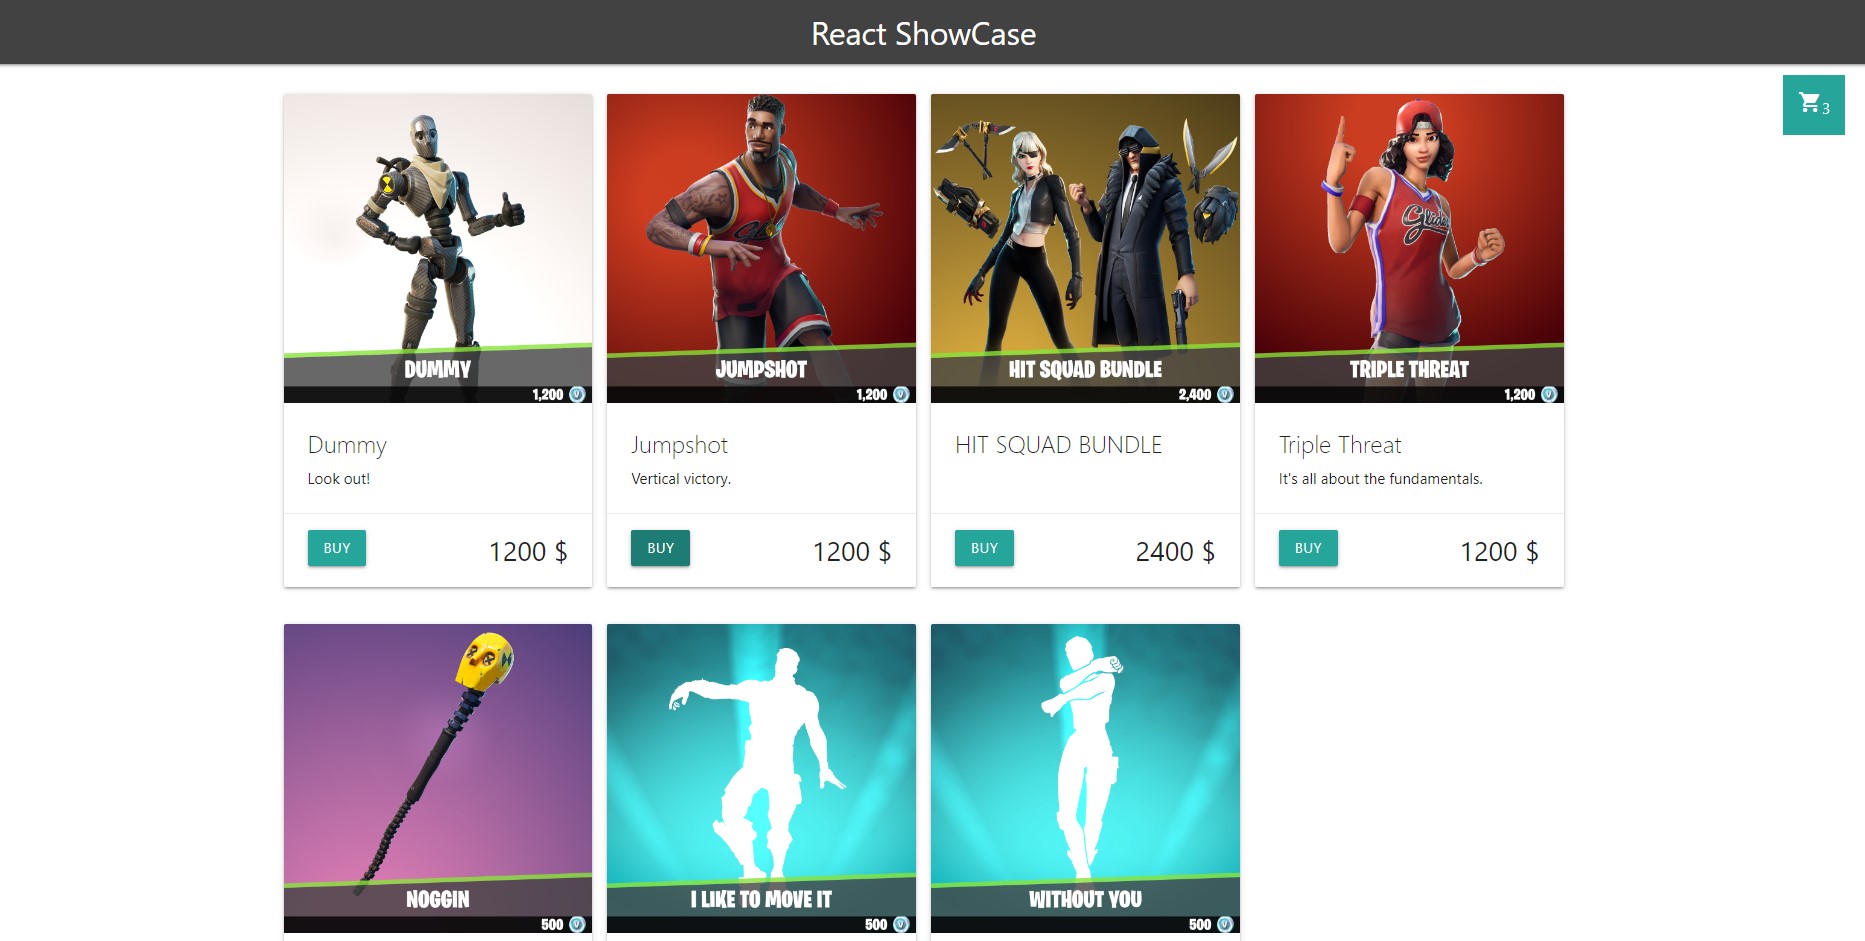 React ShowCase
3
DUMMY
1,200
Dummy
Look out!
BUY
1200 $
JUMPSHOT
1,200
Jumpshot
Vertical victory.
BUY
1200 $
HIT SQUAD BUNDLE
2,400
HIT SQUAD BUNDLE
BUY
2400 $
TRIPLE THREAT
1,200
Triple Threat
It's all about the fundamentals.
BUY
1200 $
NOGGIN
500
I LIKE TO MOVE IT
500
WITHOUT YOU
500